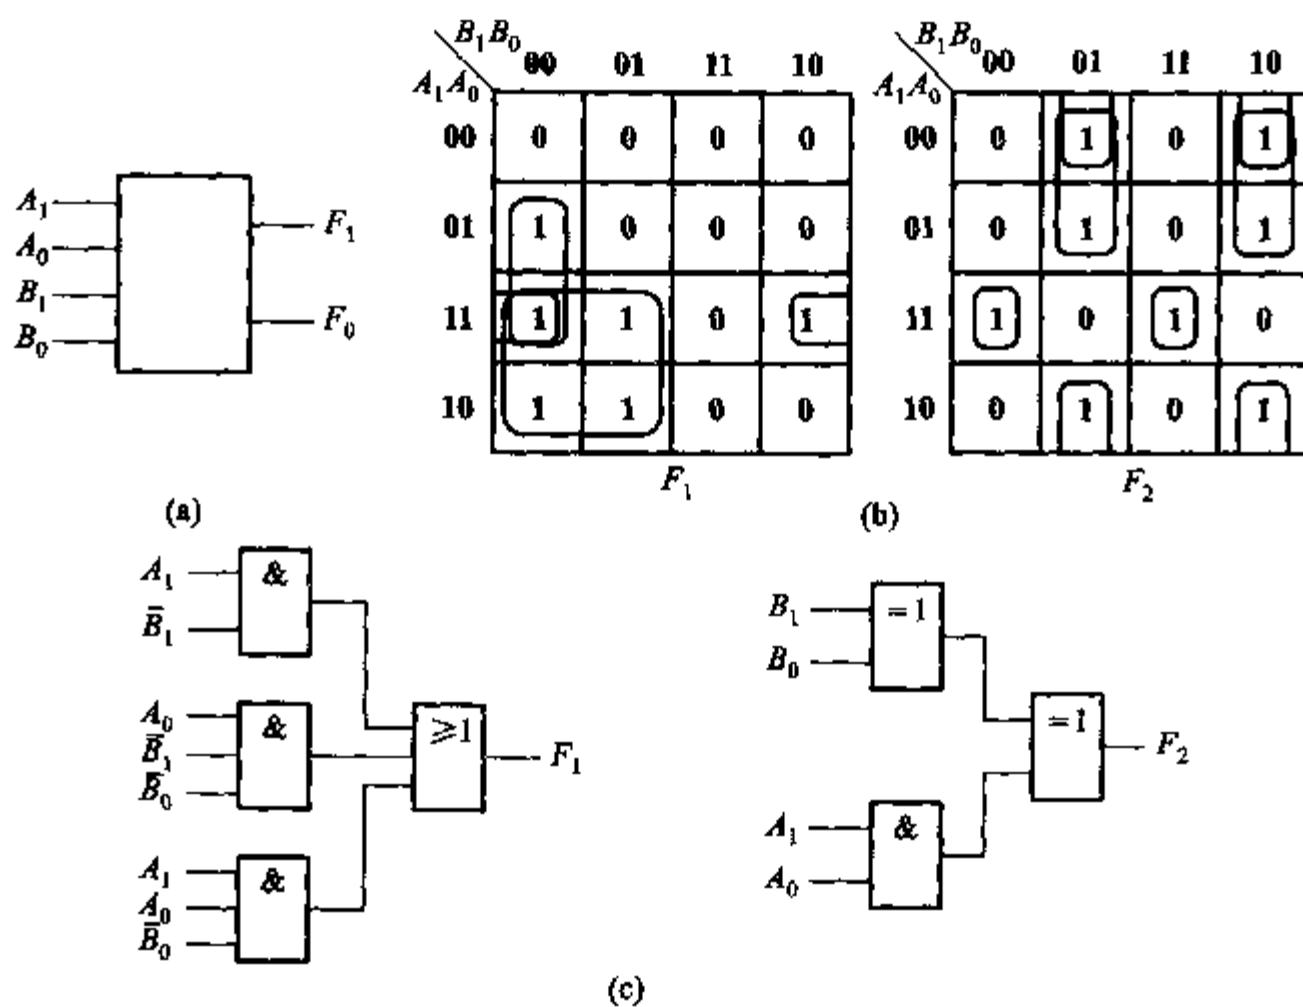 A₁
A₀
B₁
B₀
F₁
F₀
(a)
B₁B₀
A₁A₀
00 01 11 10
00 0 0 0 0
01 1 0 0 0
11 1 1 0 1
10 1 1 0 0
F₁
B₁B₀
A₁A₀
00 01 11 10
00 0 1 0 1
01 0 1 0 1
11 1 0 1 0
10 0 1 0 1
F₂
(b)
A₁
B̄₁
&
A₀
B̄₁
B̄₀
&
A₁
A₀
B̄₀
&
≥1
F₁
B₁
B₀
=1
A₁
A₀
&
=1
F₂
(c)